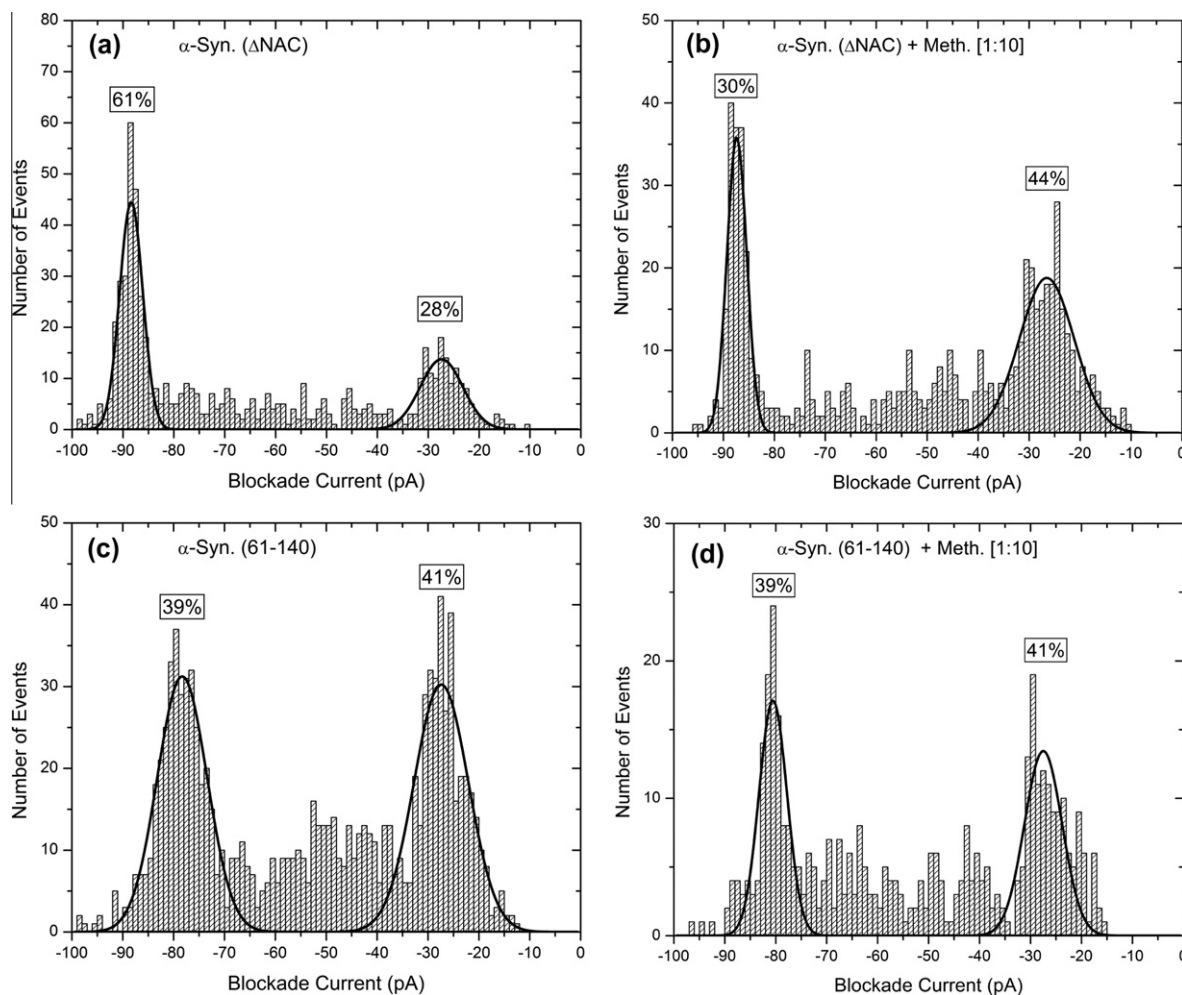 (a) α-Syn. (ΔNAC)
61%
28%
Number of Events
80
70
60
50
40
30
20
10
0
-100 -90 -80 -70 -60 -50 -40 -30 -20 -10 0
Blockade Current (pA)
(b) α-Syn. (ΔNAC) + Meth. [1:10]
30%
44%
Number of Events
50
40
30
20
10
0
-100 -90 -80 -70 -60 -50 -40 -30 -20 -10 0
Blockade Current (pA)
(c) α-Syn. (61-140)
39%
41%
Number of Events
50
40
30
20
10
0
-100 -90 -80 -70 -60 -50 -40 -30 -20 -10 0
Blockade Current (pA)
(d) α-Syn. (61-140) + Meth. [1:10]
39%
41%
Number of Events
30
20
10
0
-100 -90 -80 -70 -60 -50 -40 -30 -20 -10 0
Blockade Current (pA)